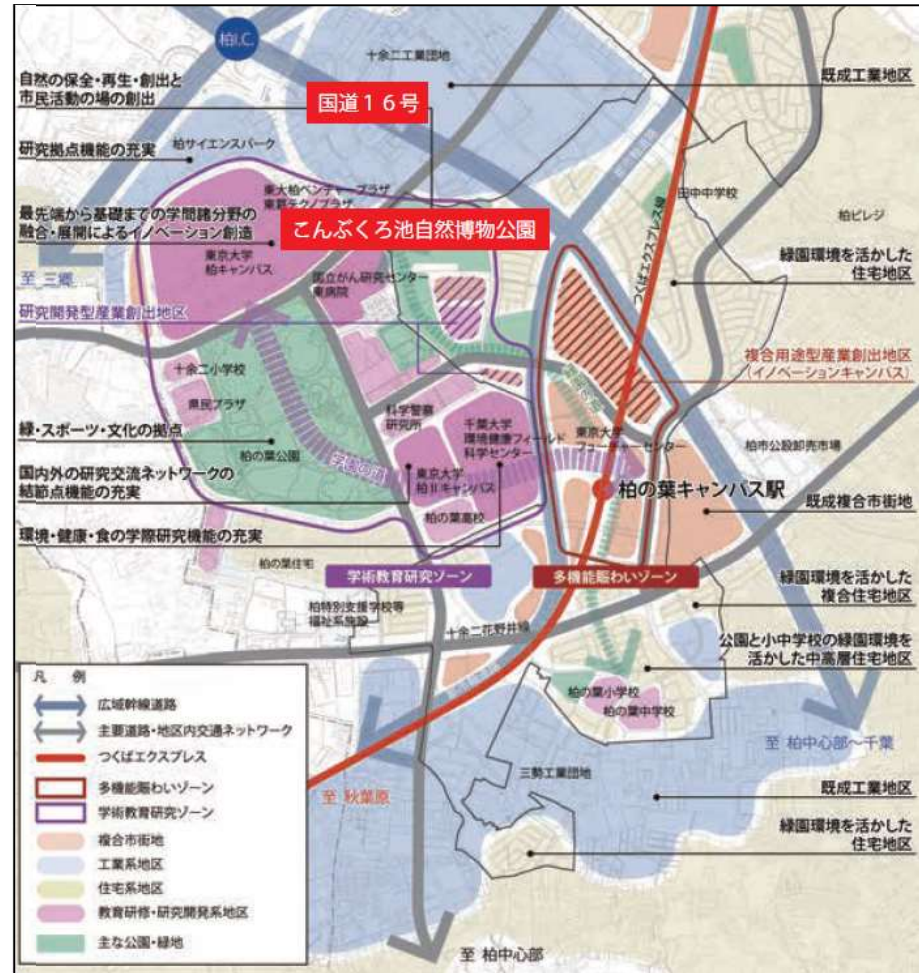 柏I.C.
十余二工業団地
自然の保全・再生・創出と
市民活動の場の創出
既成工業地区
国道16号
研究拠点機能の充実
柏サイエンスパーク
東大柏ベンチャープラザ
東葛テクノプラザ
田中中学校
柏ビレジ
最先端から基礎までの学問諸分野の
融合・展開によるイノベーション創造
こんぶくろ池自然博物公園
東京大学
柏キャンパス
国立がん研究センター
東病院
つくばエクスプレス線
緑園環境を活かした
住宅地区
至 三郷
研究開発型産業創出地区
複合用途型産業創出地区
(イノベーションキャンパス)
十余二小学校
県民プラザ
科学警察
研究所
千葉大学
環境健康フィールド
科学センター
東京大学
フューチャーセンター
柏市公設卸売市場
緑・スポーツ・文化の拠点
柏の葉公園
学園の道
国内外の研究交流ネットワークの
結節点機能の充実
東京大学
柏IIキャンパス
柏の葉キャンパス駅
既成複合市街地
柏の葉高校
環境・健康・食の学際研究機能の充実
柏の葉住宅
学術教育研究ゾーン
多機能賑わいゾーン
緑園環境を活かした
複合住宅地区
柏特別支援学校等
福祉系施設
十余二花野井線
公園と小中学校の緑園環境を
活かした中高層住宅地区
柏の葉小学校
柏の葉中学校
凡 例
広域幹線道路
主要道路・地区内交通ネットワーク
つくばエクスプレス
多機能賑わいゾーン
学術教育研究ゾーン
複合市街地
工業系地区
住宅系地区
教育研修・研究開発系地区
主な公園・緑地
至 柏中心部〜千葉
三勢工業団地
至 秋葉原
既成工業地区
緑園環境を活かした
住宅地区
至 柏中心部